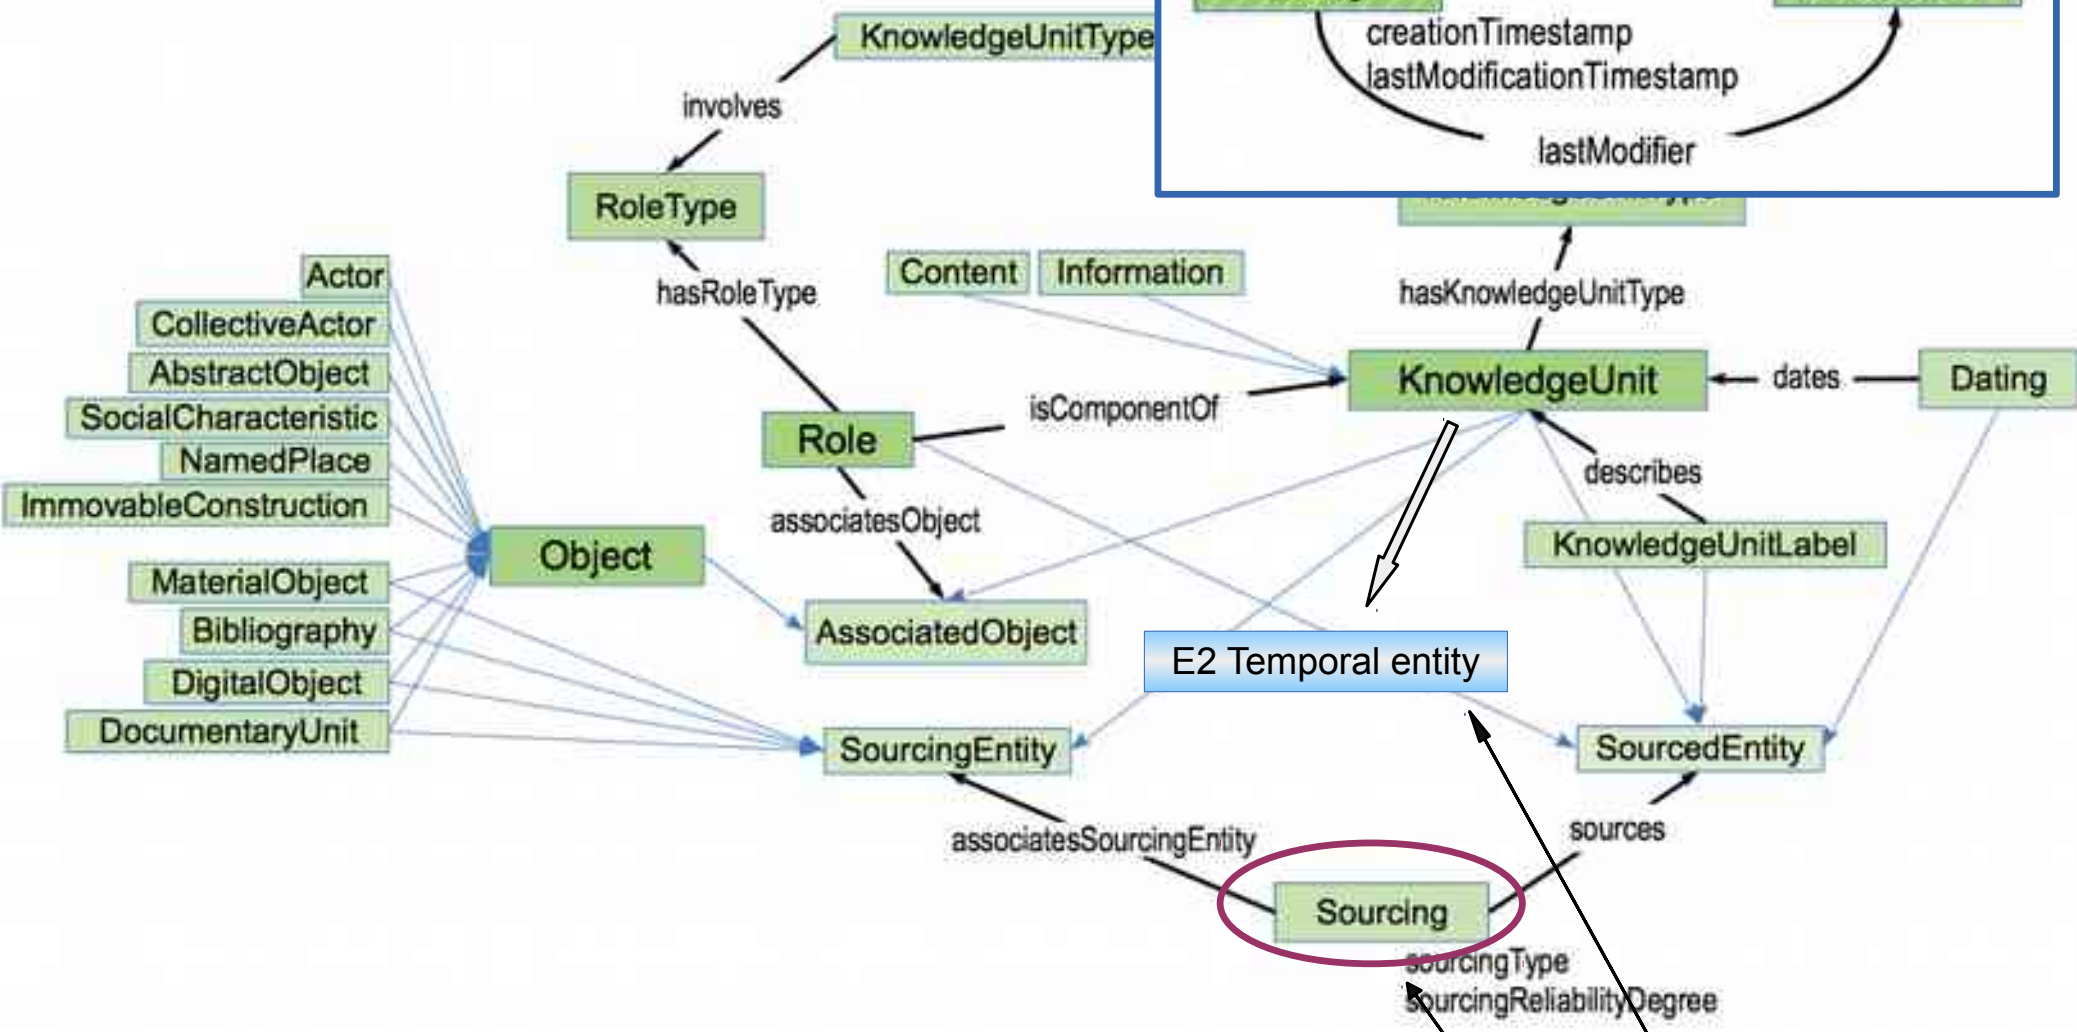 creationTimestamp
lastModificationTimestamp
lastModifier
KnowledgeUnitType
involves
RoleType
hasRoleType
Content
Information
hasKnowledgeUnitType
Actor
CollectiveActor
AbstractObject
SocialCharacteristic
NamedPlace
ImmovableConstruction
MaterialObject
Bibliography
DigitalObject
DocumentaryUnit
Object
Role
isComponentOf
KnowledgeUnit
dates
Dating
associatesObject
describes
KnowledgeUnitLabel
AssociatedObject
E2 Temporal entity
SourcingEntity
SourcedEntity
associatesSourcingEntity
sources
Sourcing
sourcingType
sourcingReliabilityDegree